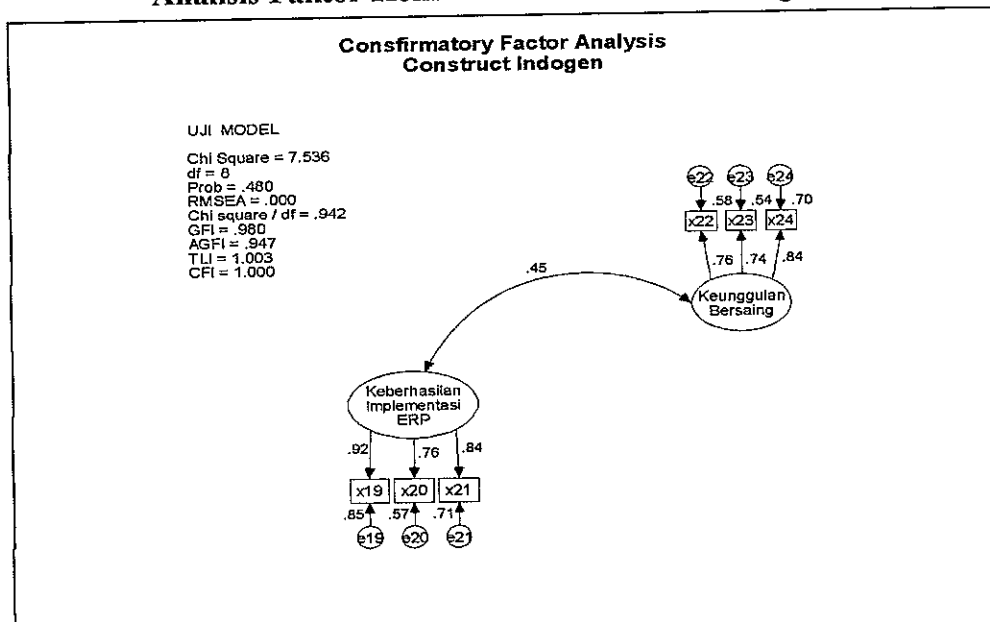 Analisis Faktor
Consfirmatory Factor Analysis
Construct Indogen
UJI MODEL
Chi Square = 7.536
df = 8
Prob = .480
RMSEA = .000
Chi square / df = .942
GFI = .980
AGFI = .947
TLI = 1.003
CFI = 1.000
e22 e23 e24
.58 .54 .70
x22 x23 x24
.76 .74 .84
.45
Keunggulan
Bersaing
Keberhasilan
Implementasi
ERP
.92 .76 .84
x19 x20 x21
.85 .57 .71
e19 e20 e21